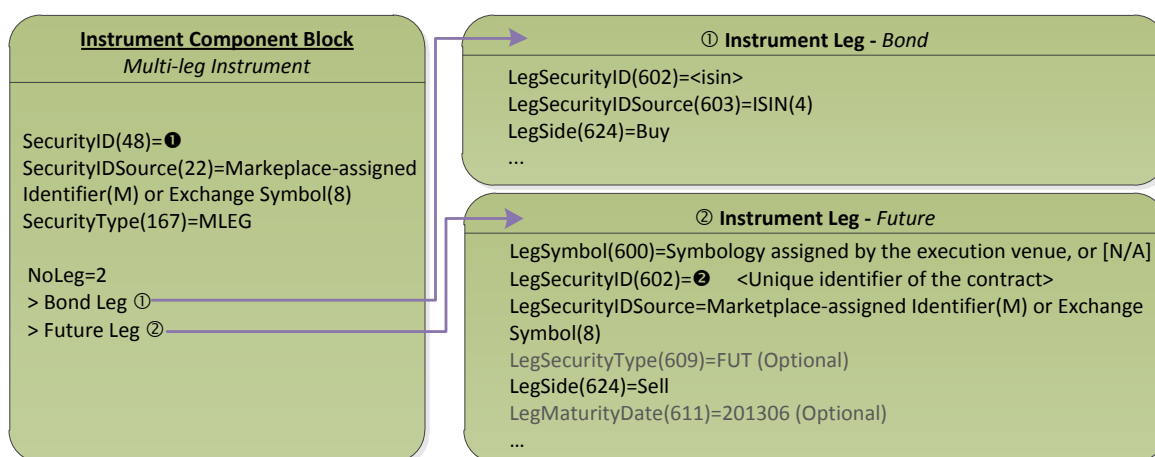 Instrument Component Block
Multi-leg Instrument
SecurityID(48)=❶
SecurityIDSource(22)=Markeplace-assigned
Identifier(M) or Exchange Symbol(8)
SecurityType(167)=MLEG
NoLeg=2
> Bond Leg ①
> Future Leg ②
① Instrument Leg - Bond
LegSecurityID(602)=<isin>
LegSecurityIDSource(603)=ISIN(4)
LegSide(624)=Buy
...
② Instrument Leg - Future
LegSymbol(600)=Symbology assigned by the execution venue, or [N/A]
LegSecurityID(602)=❷ <Unique identifier of the contract>
LegSecurityIDSource=Marketplace-assigned Identifier(M) or Exchange
Symbol(8)
LegSecurityType(609)=FUT (Optional)
LegSide(624)=Sell
LegMaturityDate(611)=201306 (Optional)
...